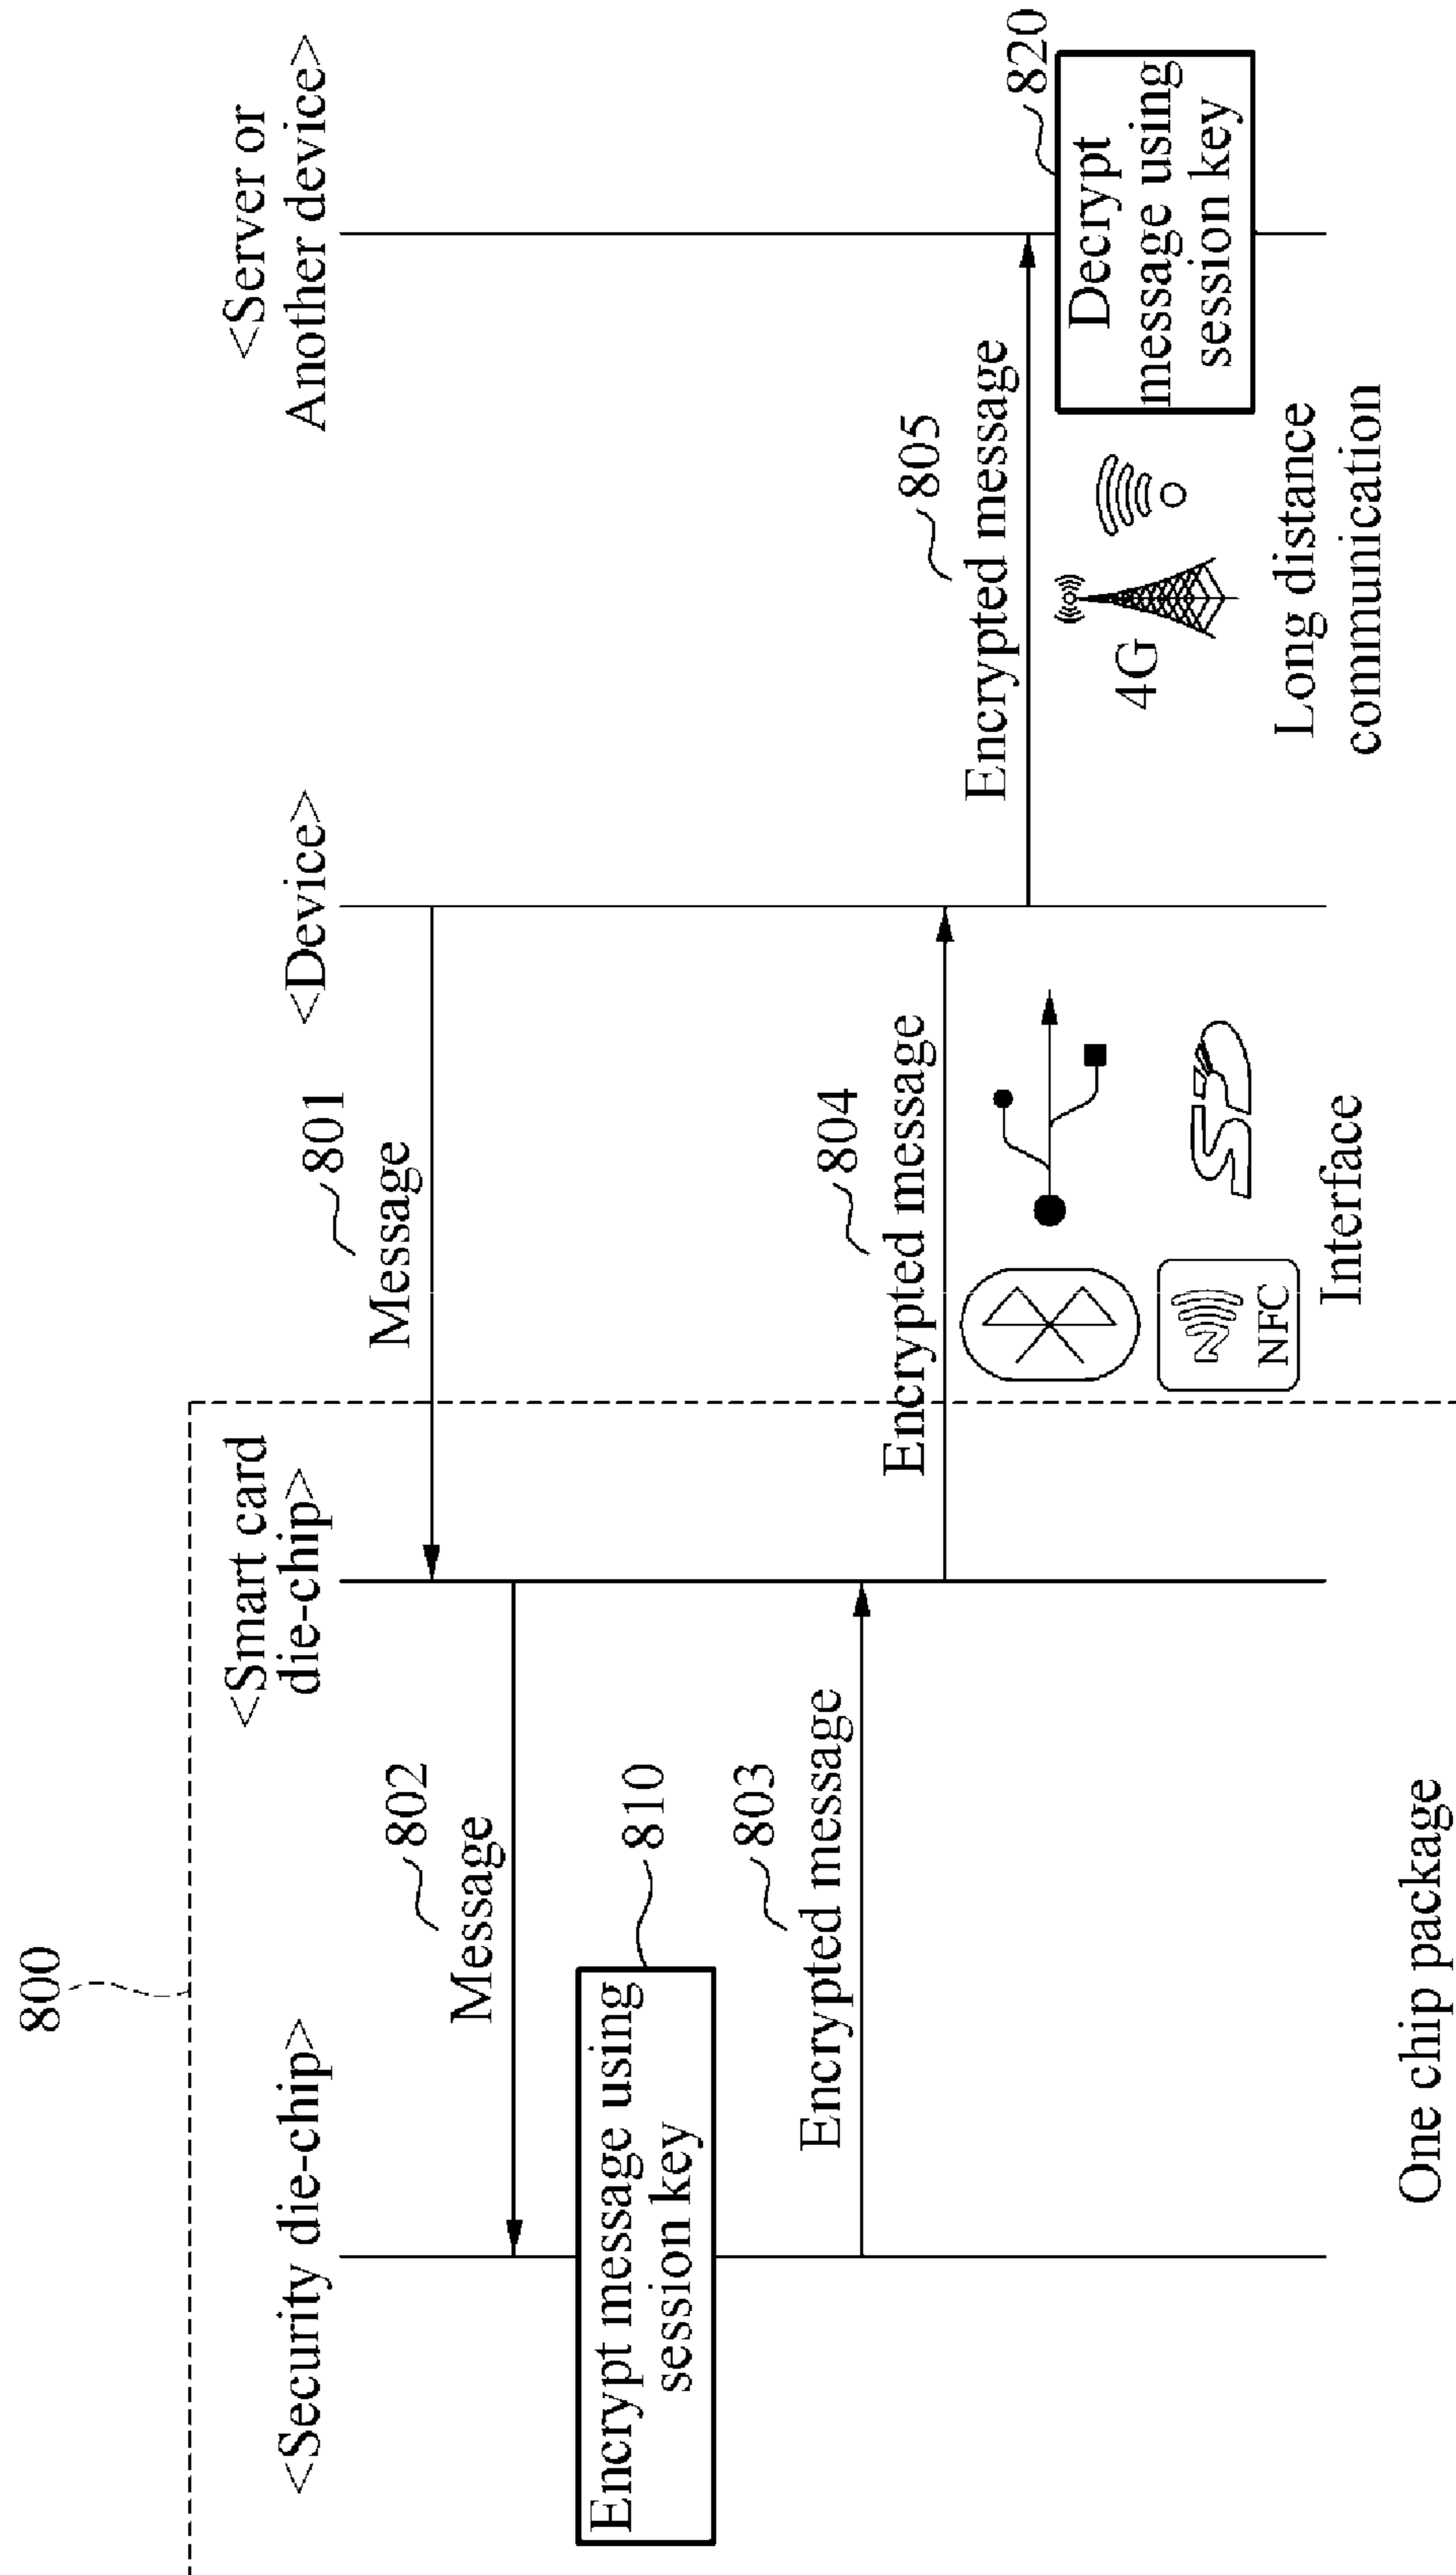 800
<Security die-chip>
<Smart card
die-chip>
<Device>
<Server or
Another device>
801
Message
802
Message
Encrypt message using
session key
810
803
Encrypted message
804
Encrypted message
805
Encrypted message
NFC
SD
Interface
4G
Long distance
communication
820
Decrypt
message using
session key
One chip package